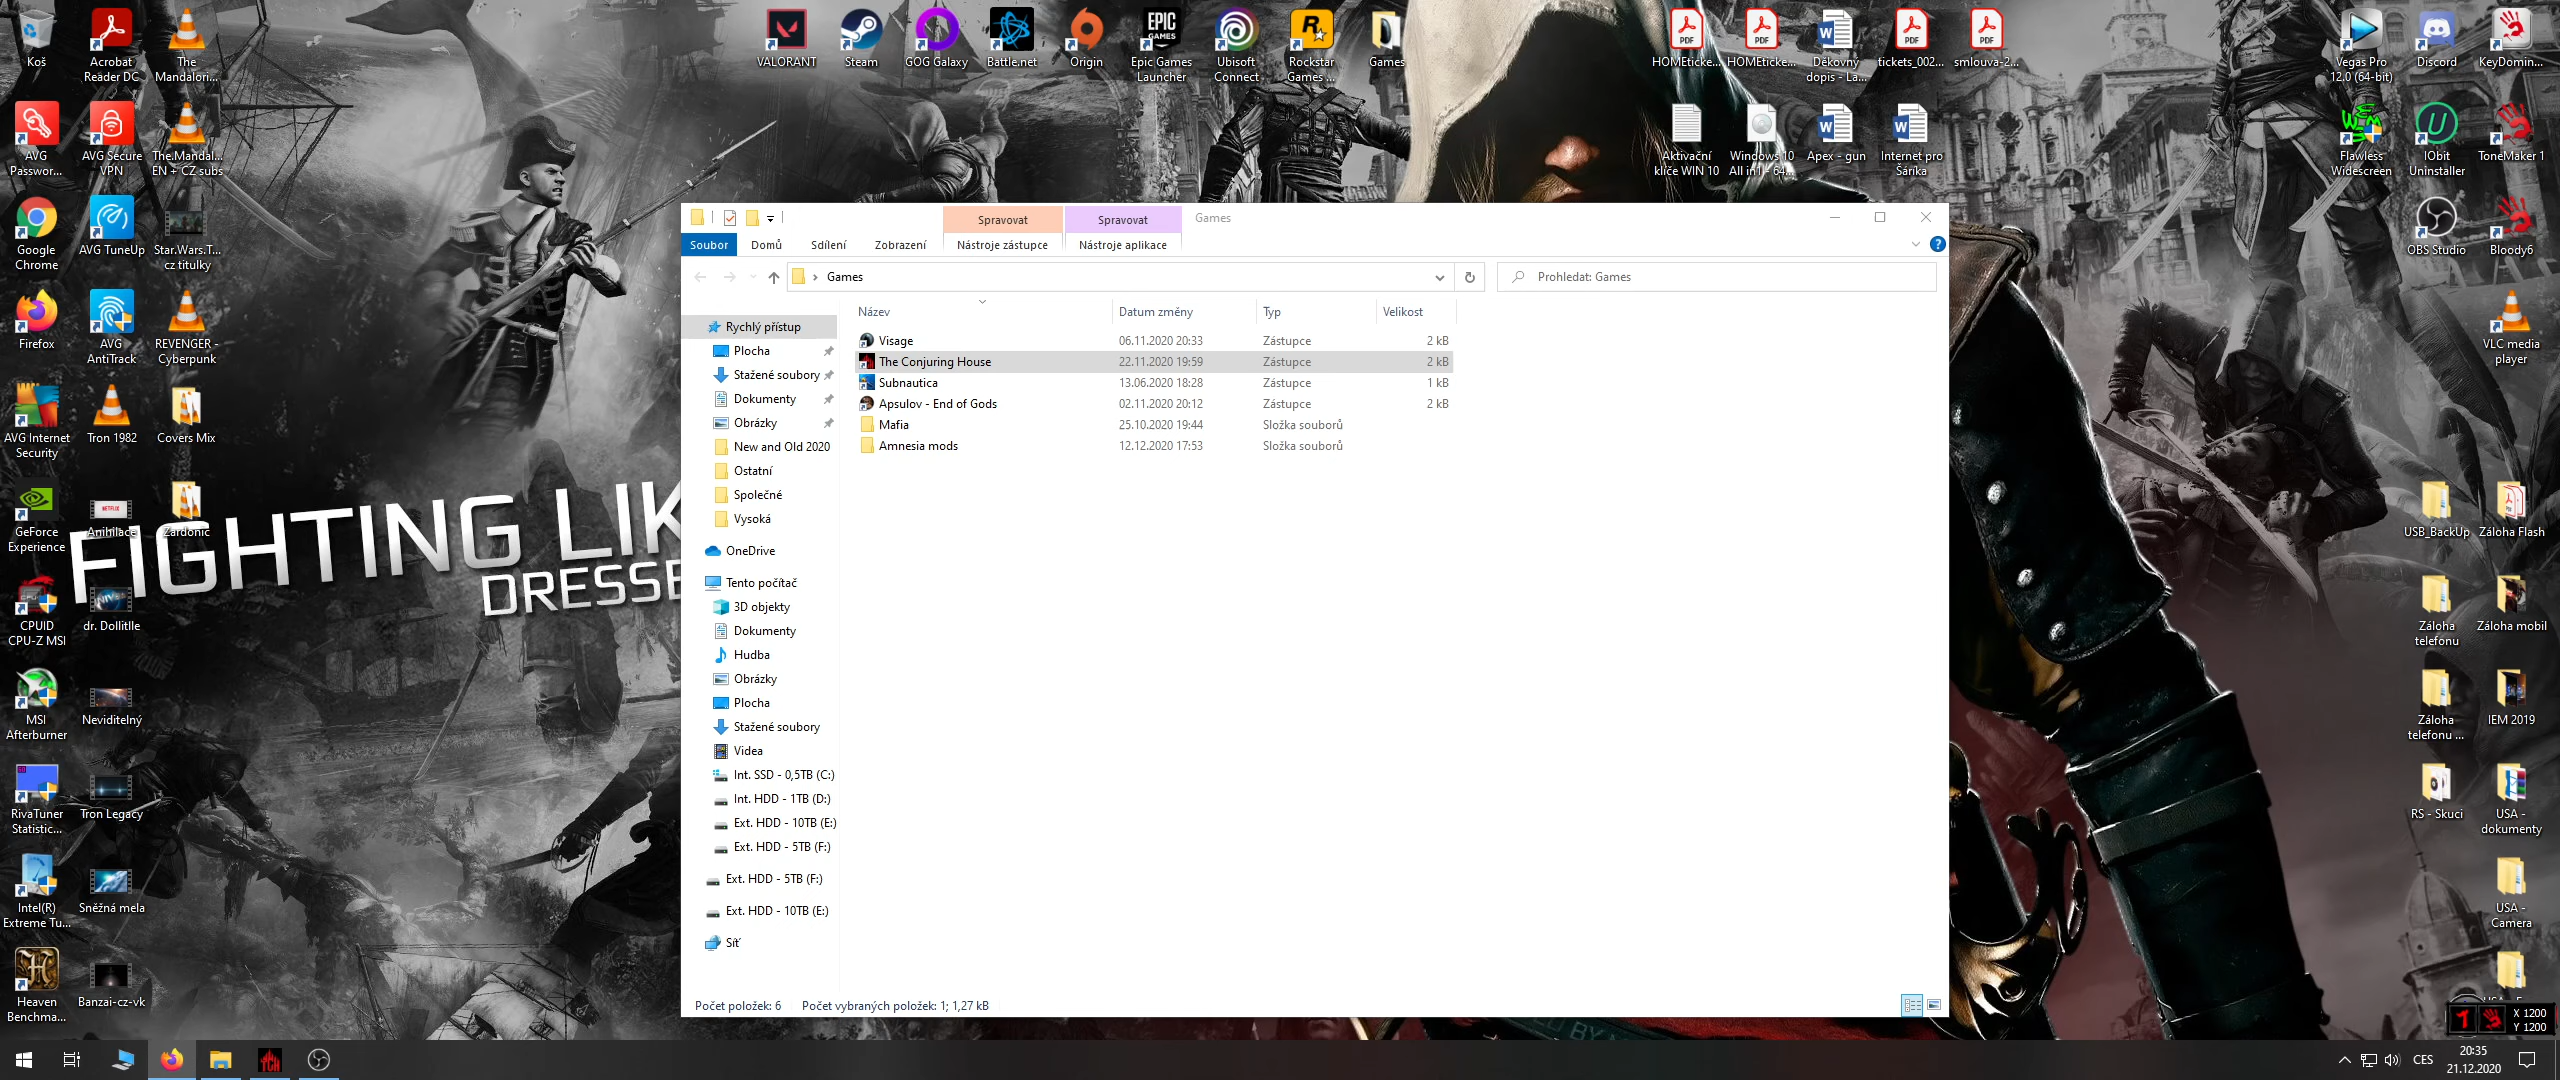 Koš
Acrobat
Reader DC
The
Mandalori...
VALORANT
Steam
GOG Galaxy
Battle.net
Origin
EPIC
GAMES
Epic Games
Launcher
Ubisoft
Connect
Rockstar
Games ...
Games
HOMEticke...
HOMEticke...
Děkovný
dopis - La...
tickets_002...
smlouva-2...
Vegas Pro
12.0 (64-bit)
Discord
KeyDomin...
AVG
Passwor...
AVG Secure
VPN
The.Mandal...
EN + CZ subs
Aktivační
klíče WIN 10
Windows 10
All in1 - 64...
Apex - gun
Internet pro
Šárika
Flawless
Widescreen
IObit
Uninstaller
ToneMaker 1
Google
Chrome
AVG TuneUp
Star.Wars.T...
cz titulky
OBS Studio
Bloody6
Firefox
AVG
AntiTrack
REVENGER -
Cyberpunk
VLC media
player
AVG Internet
Security
Tron 1982
Covers Mix
GeForce
Experience
Anihilace
Zardonic
USB_BackUp
Záloha Flash
FIGHTING LIK
DRESSE
CPUID
CPU-Z MSI
dr. Dollitlle
Záloha
telefonu
Záloha mobil
MSI
Afterburner
Neviditelný
Záloha
telefonu ...
IEM 2019
RivaTuner
Statistic...
Tron Legacy
RS - Skuci
USA -
dokumenty
Intel(R)
Extreme Tu...
Sněžná mela
USA -
Camera
Heaven
Benchma...
Banzai-cz-vk
Spravovat
Spravovat
Games
Soubor
Domů
Sdílení
Zobrazení
Nástroje zástupce
Nástroje aplikace
Games
Prohledat: Games
Název
Datum změny
Typ
Velikost
Visage 06.11.2020 20:33 Zástupce 2 kB
The Conjuring House 22.11.2020 19:59 Zástupce 2 kB
Subnautica 13.06.2020 18:28 Zástupce 1 kB
Apsulov - End of Gods 02.11.2020 20:12 Zástupce 2 kB
Mafia 25.10.2020 19:44 Složka souborů
Amnesia mods 12.12.2020 17:53 Složka souborů
Rychlý přístup
Plocha
Stažené soubory
Dokumenty
Obrázky
New and Old 2020
Ostatní
Společné
Vysoká
OneDrive
Tento počítač
3D objekty
Dokumenty
Hudba
Obrázky
Plocha
Stažené soubory
Videa
Int. SSD - 0,5TB (C:)
Int. HDD - 1TB (D:)
Ext. HDD - 10TB (E:)
Ext. HDD - 5TB (F:)
Ext. HDD - 5TB (F:)
Ext. HDD - 10TB (E:)
Síť
Počet položek: 6
Počet vybraných položek: 1; 1,27 kB
X 1200
Y 1200
CES
20:35
21.12.2020